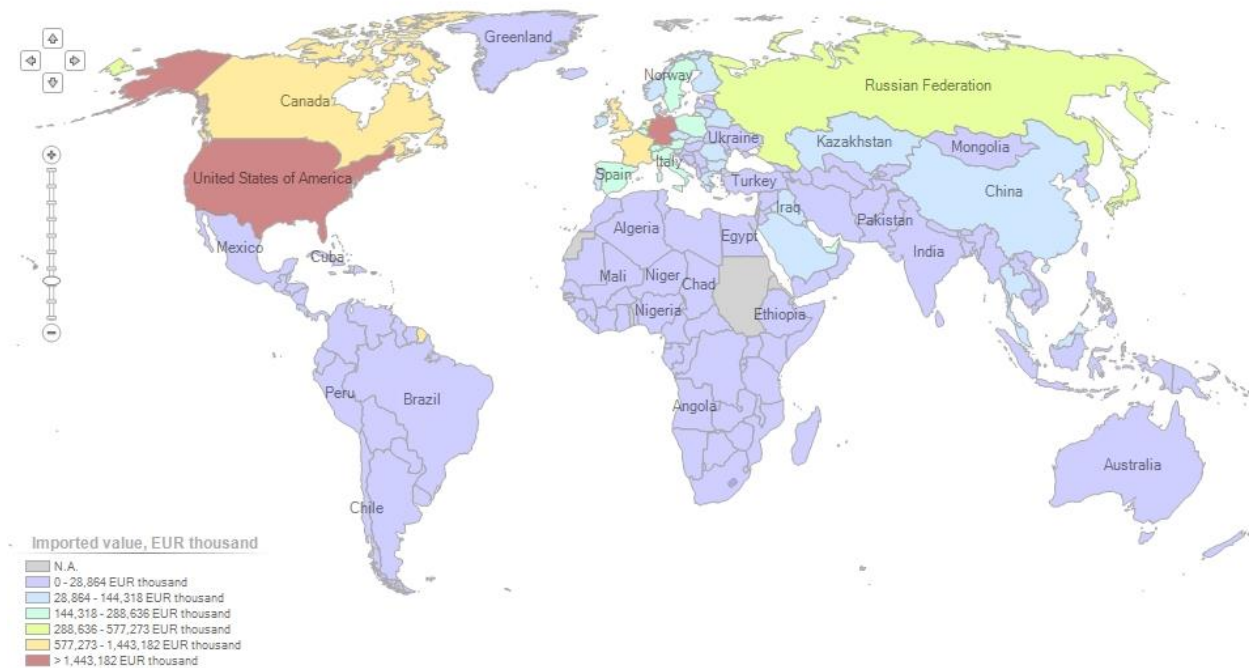 Greenland
Norway
Russian Federation
Canada
Ukraine
Kazakhstan
Mongolia
Italy
Spain
United States of America
Turkey
China
Iraq
Pakistan
Algeria
Egypt
India
Mexico
Cuba
Mali
Niger
Chad
Nigeria
Ethiopia
Peru
Brazil
Angola
Australia
Chile
Imported value, EUR thousand
N.A.
0 - 28,864 EUR thousand
28,864 - 144,318 EUR thousand
144,318 - 288,636 EUR thousand
288,636 - 577,273 EUR thousand
577,273 - 1,443,182 EUR thousand
> 1,443,182 EUR thousand